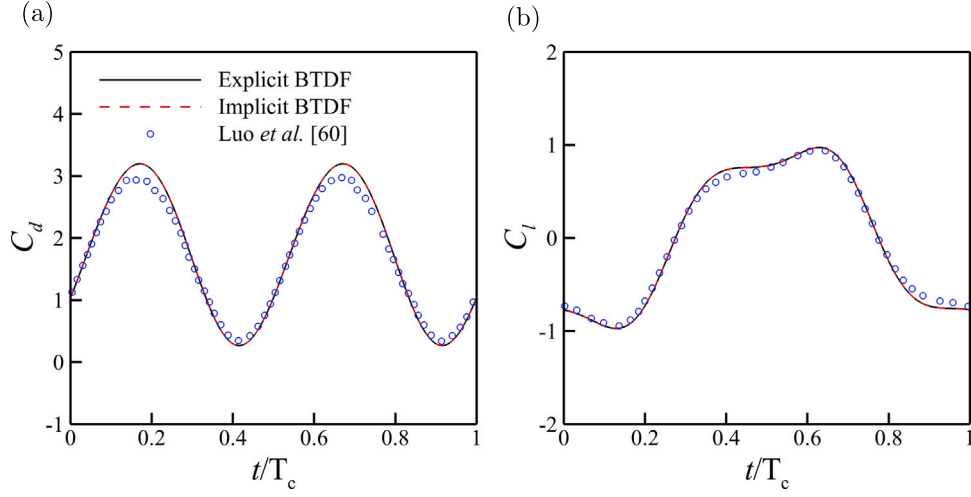 (a)
5
4
3
2
1
0
-1
C_d
Explicit BTDF
Implicit BTDF
Luo et al. [60]
0 0.2 0.4 0.6 0.8 1
t/T_c
(b)
2
1
0
-1
-2
C_l
0 0.2 0.4 0.6 0.8 1
t/T_c